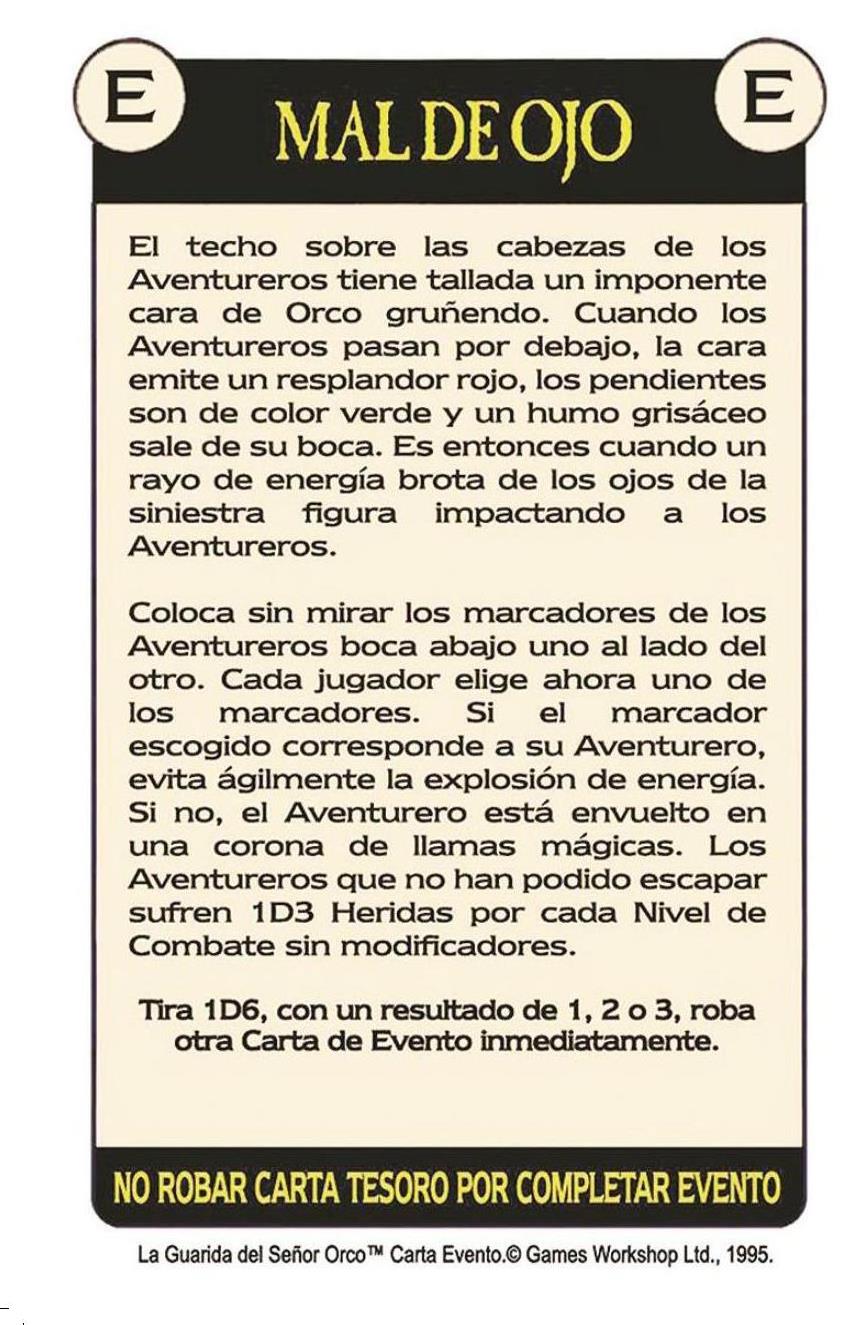 E E
MAL DE OJO
El techo sobre las cabezas de los
Aventureros tiene tallada un imponente
cara de Orco gruñendo. Cuando los
Aventureros pasan por debajo, la cara
emite un resplandor rojo, los pendientes
son de color verde y un humo grisáceo
sale de su boca. Es entonces cuando un
rayo de energía brota de los ojos de la
siniestra figura impactando a los
Aventureros.
Coloca sin mirar los marcadores de los
Aventureros boca abajo uno al lado del
otro. Cada jugador elige ahora uno de
los marcadores. Si el marcador
escogido corresponde a su Aventurero,
evita ágilmente la explosión de energía.
Si no, el Aventurero está envuelto en
una corona de llamas mágicas. Los
Aventureros que no han podido escapar
sufren 1D3 Heridas por cada Nivel de
Combate sin modificadores.
Tira 1D6, con un resultado de 1, 2 o 3, roba
otra Carta de Evento inmediatamente.
NO ROBAR CARTA TESORO POR COMPLETAR EVENTO
La Guarida del Señor Orco™ Carta Evento.© Games Workshop Ltd., 1995.